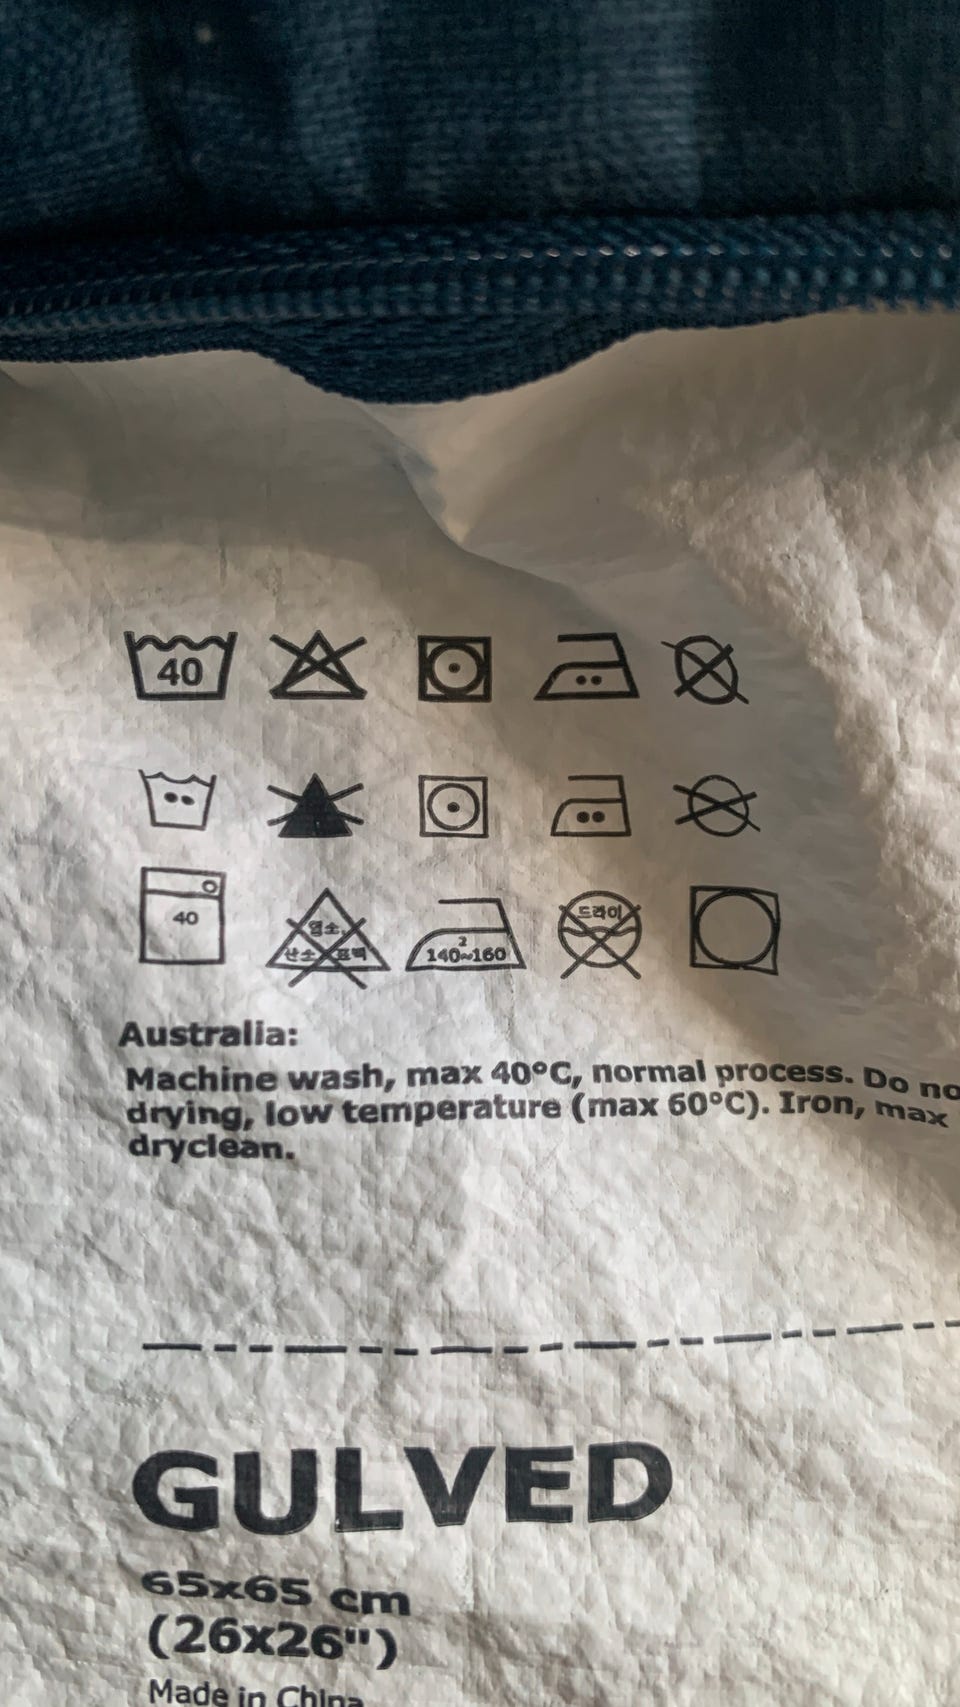 40
40
염소, 드라이
산소 표백
2
140~160
Australia:
Machine wash, max 40°C, normal process. Do no
drying, low temperature (max 60°C). Iron, max
dryclean.
GULVED
65x65 cm
(26x26")
Made in China